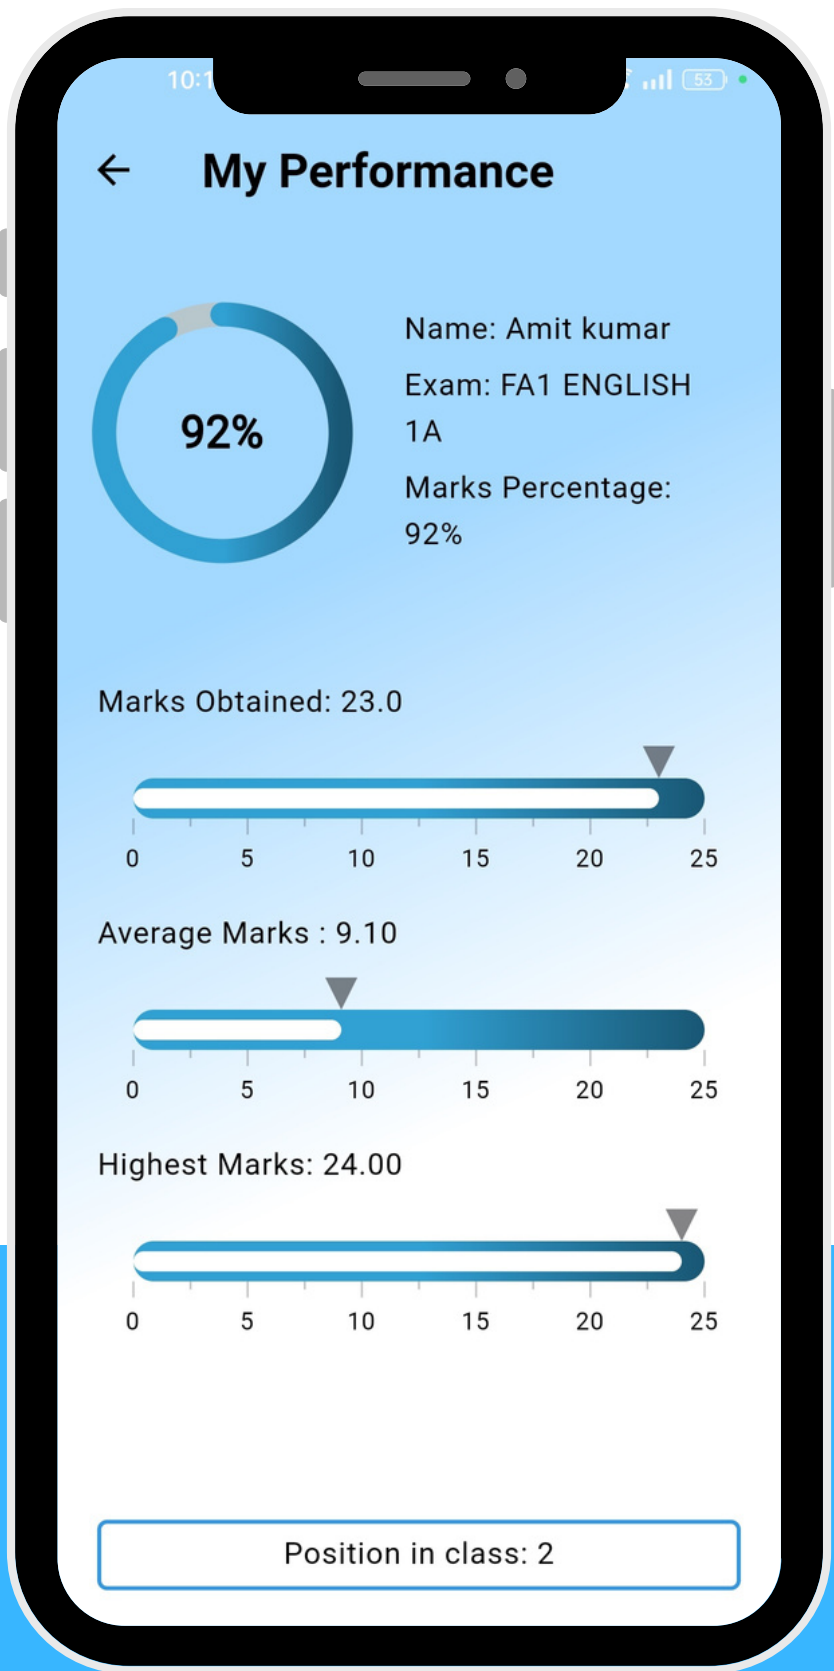 My Performance
92%
Name: Amit kumar
Exam: FA1 ENGLISH
1A
Marks Percentage:
92%
Marks Obtained: 23.0
0 5 10 15 20 25
Average Marks : 9.10
0 5 10 15 20 25
Highest Marks: 24.00
0 5 10 15 20 25
Position in class: 2
53